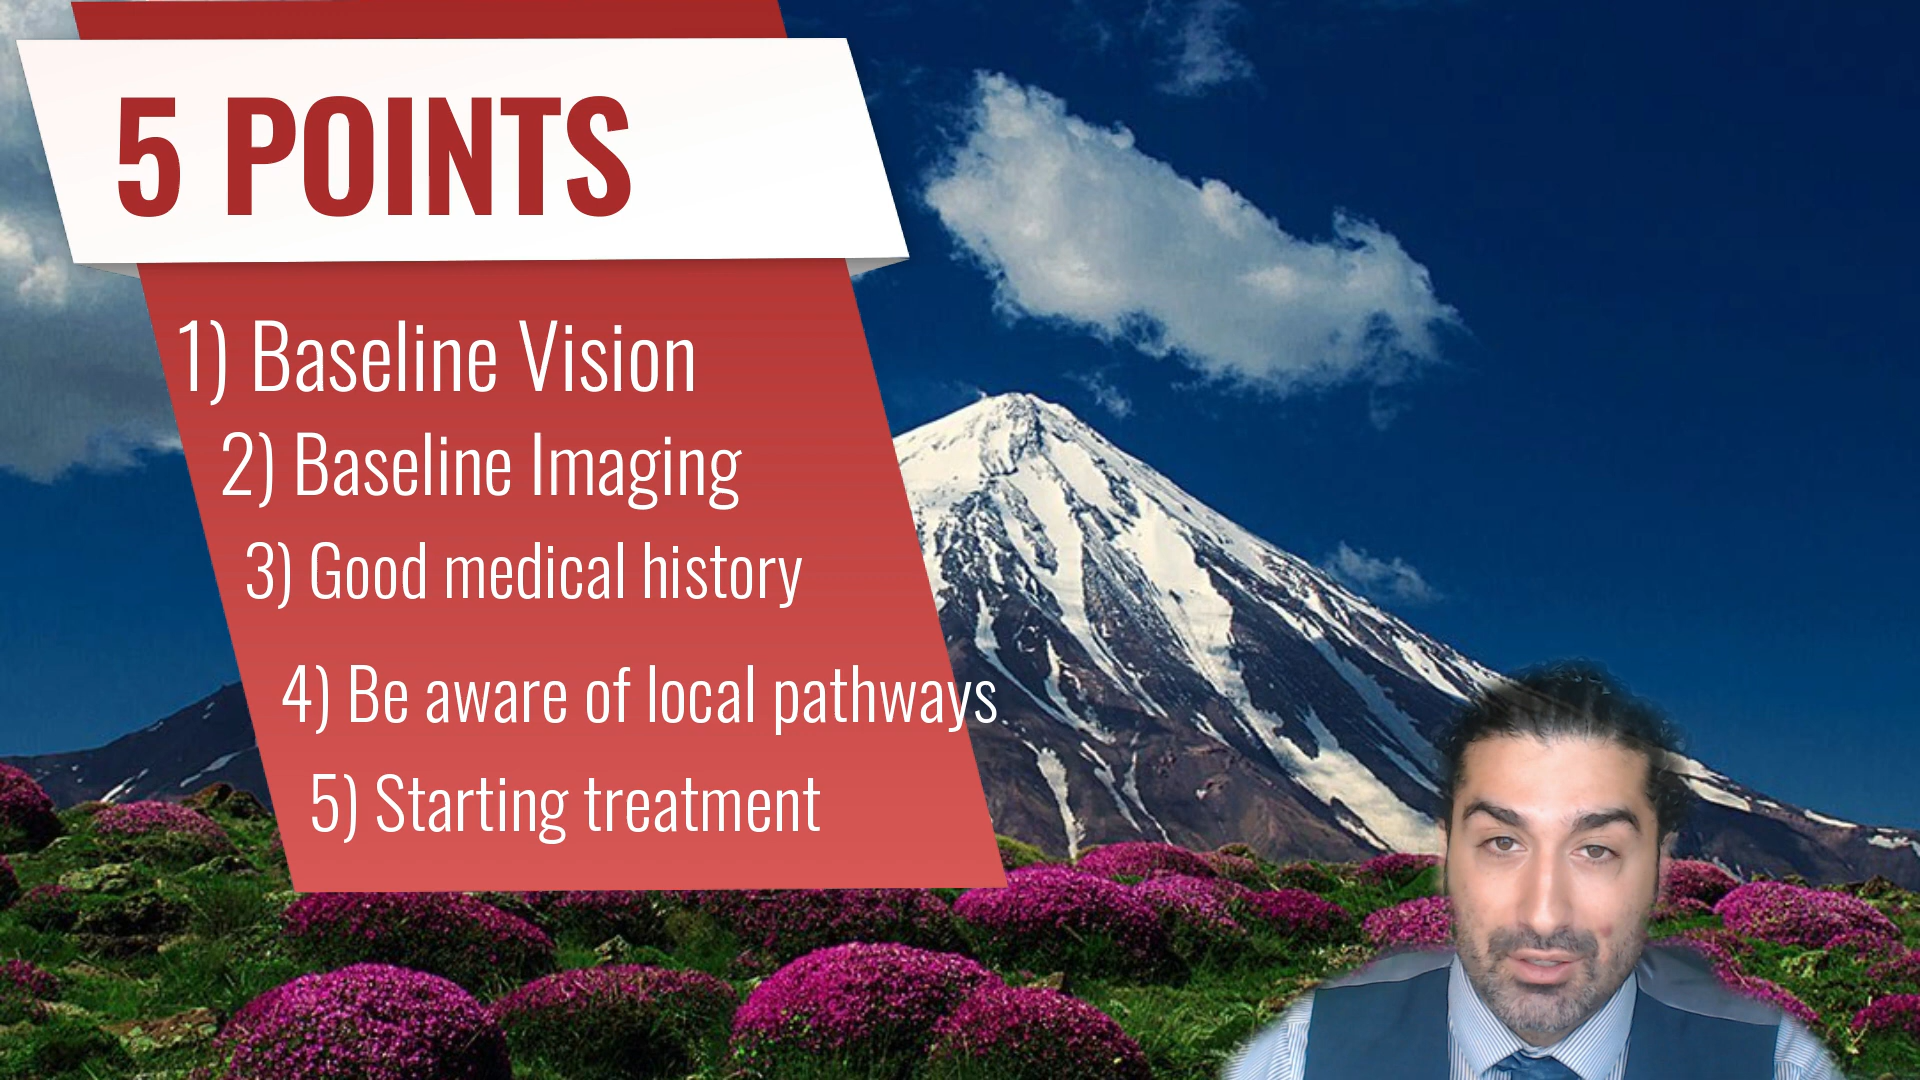 5 POINTS
1) Baseline Vision
2) Baseline Imaging
3) Good medical history
4) Be aware of local pathways
5) Starting treatment